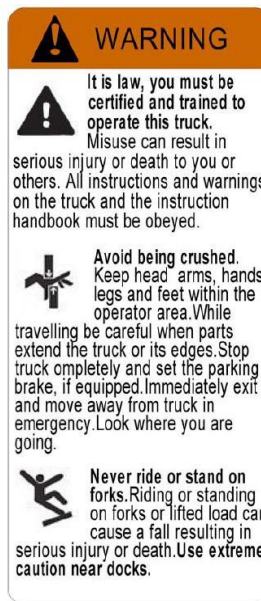 WARNING
It is law, you must be
certified and trained to
operate this truck.
Misuse can result in
serious injury or death to you or
others. All instructions and warnings
on the truck and the instruction
handbook must be obeyed.
Avoid being crushed.
Keep head arms, hands
legs and feet within the
operator area.While
travelling be careful when parts
extend the truck or its edges.Stop
truck ompletely and set the parking
brake, if equipped.Immediately exit
and move away from truck in
emergency.Look where you are
going.
Never ride or stand on
forks.Riding or standing
on forks or lifted load can
cause a fall resulting in
serious injury or death.Use extreme
caution near docks.